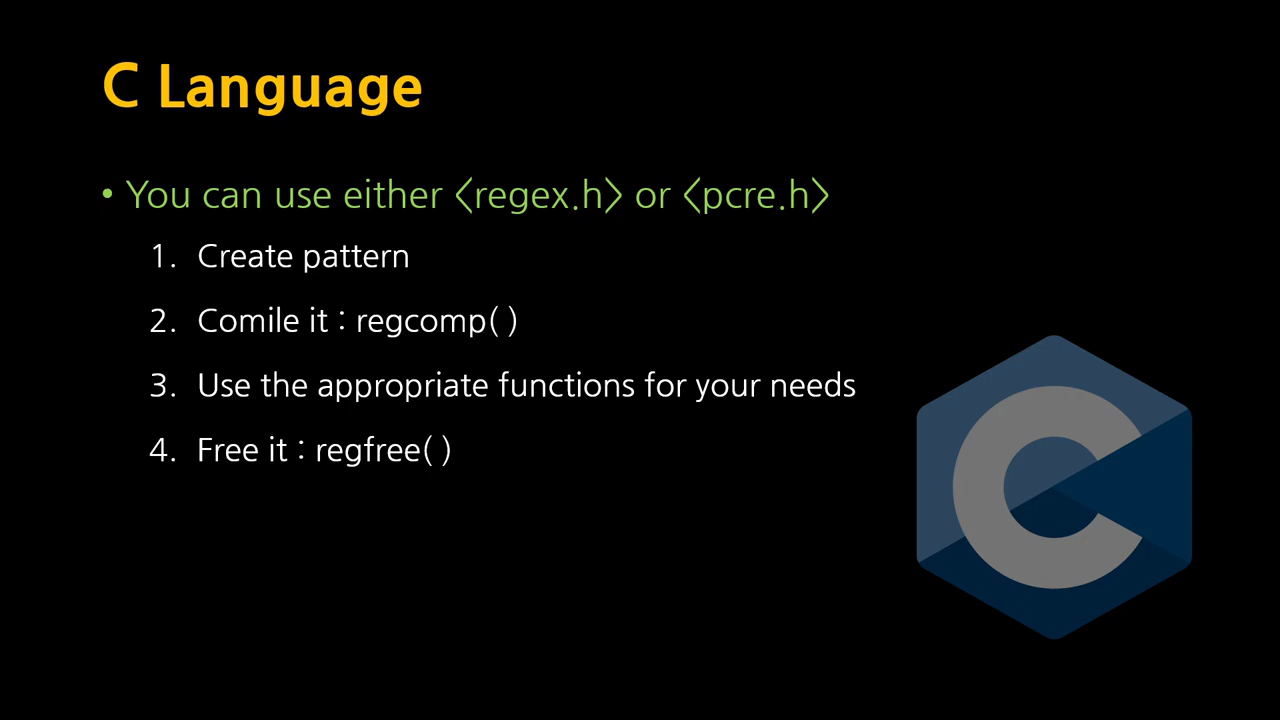 C Language
• You can use either <regex.h> or <pcre.h>
1. Create pattern
2. Comile it : regcomp( )
3. Use the appropriate functions for your needs
4. Free it : regfree( )
C